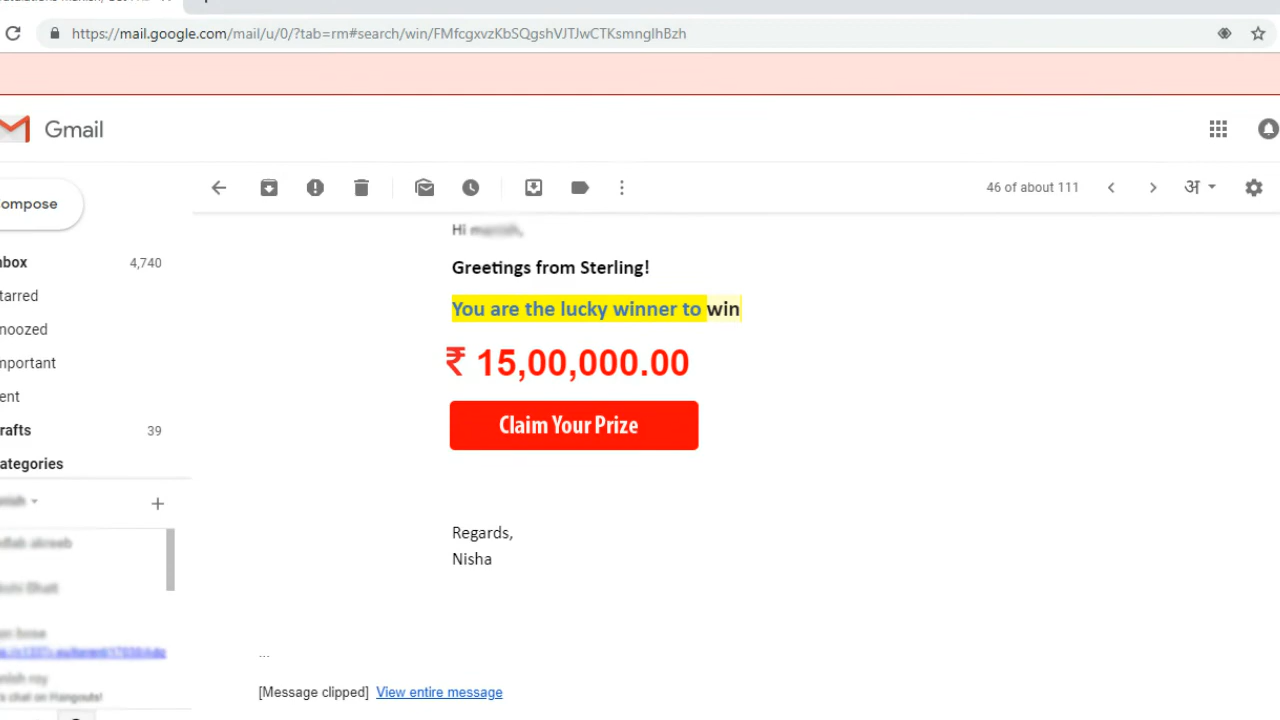 https://mail.google.com/mail/u/0/?tab=rm#search/win/FMfcgxvzKbSQgshVJTJwCTKsmnglhBzh
Gmail
ompose
46 of about 111
अ
nbox 4,740
tarred
noozed
mportant
ent
rafts 39
ategories
Hi
Greetings from Sterling!
You are the lucky winner to win
₹ 15,00,000.00
Claim Your Prize
Regards,
Nisha
...
[Message clipped] View entire message